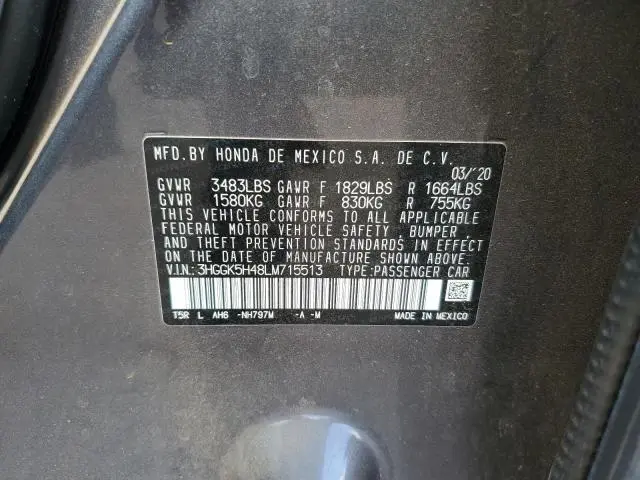 MFD. BY HONDA DE MEXICO S.A. DE C.V.
03/'20
GVWR 3483LBS GAWR F 1829LBS R 1664LBS
GVWR 1580KG GAWR F 830KG R 755KG
THIS VEHICLE CONFORMS TO ALL APPLICABLE
FEDERAL MOTOR VEHICLE SAFETY, BUMPER,
AND THEFT PREVENTION STANDARDS IN EFFECT
ON THE DATE OF MANUFACTURE SHOWN ABOVE.
V.I.N.: 3HGGK5H48LM715513 TYPE:PASSENGER CAR
T5R L AH6 -NH797M -A -M MADE IN MEXICO